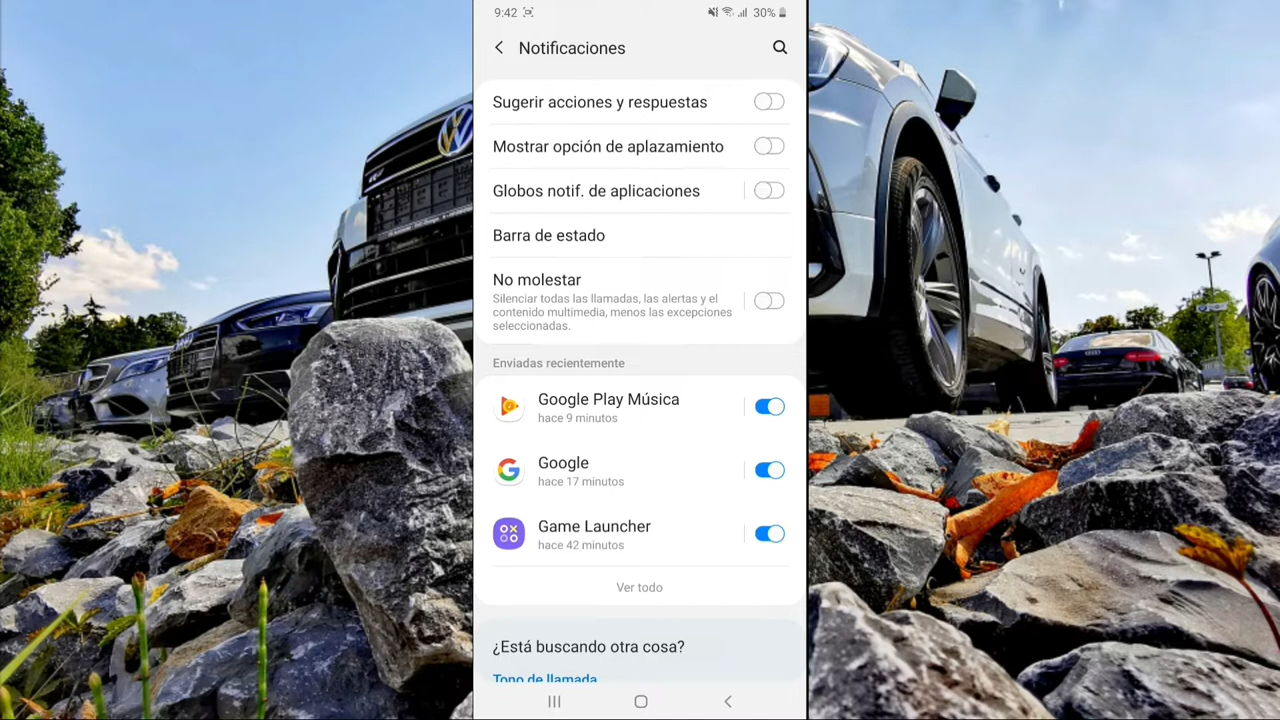 9:42
30%
Notificaciones
Sugerir acciones y respuestas
Mostrar opción de aplazamiento
Globos notif. de aplicaciones
Barra de estado
No molestar
Silenciar todas las llamadas, las alertas y el
contenido multimedia, menos las excepciones
seleccionadas.
Enviadas recientemente
Google Play Música
hace 9 minutos
Google
hace 17 minutos
Game Launcher
hace 42 minutos
Ver todo
¿Está buscando otra cosa?
Tono de llamada